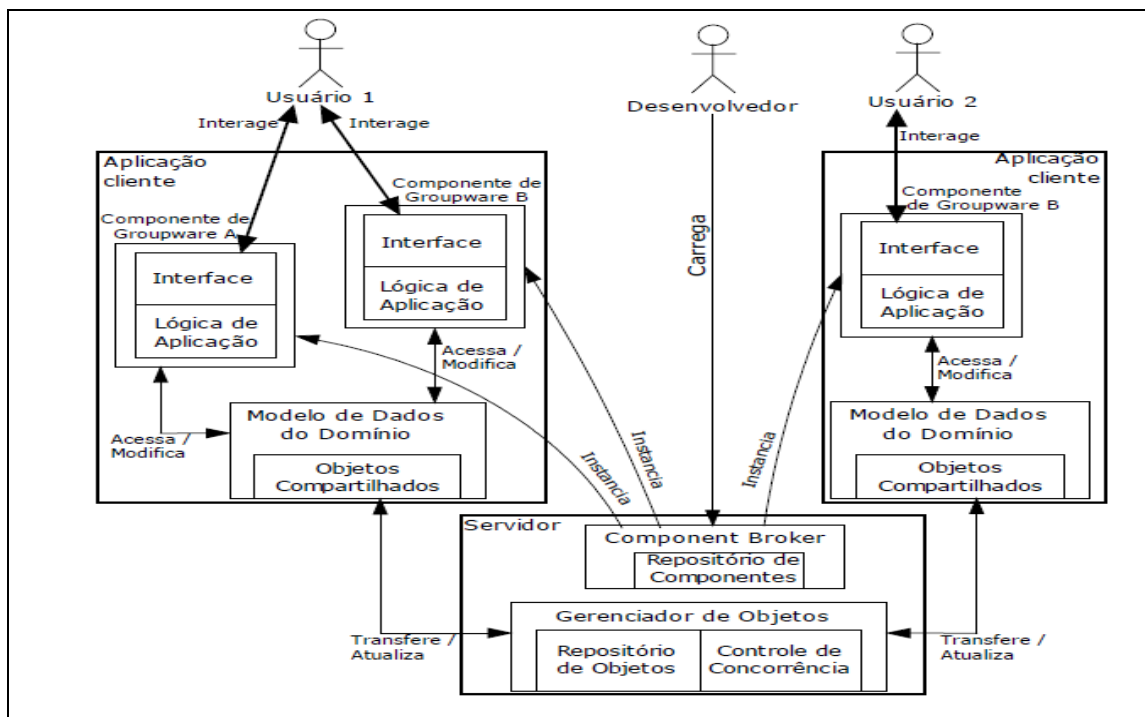 Usuário 1
Desenvolvedor
Usuário 2
Interage
Interage
Interage
Aplicação
cliente
Aplicação
cliente
Componente de
Groupware B
Componente de
Groupware A
Componente
de Groupware B
Interface
Lógica de
Aplicação
Interface
Lógica de
Aplicação
Interface
Lógica de
Aplicação
Carrega
Acessa /
Modifica
Acessa /
Modifica
Acessa /
Modifica
Modelo de Dados
do Domínio
Objetos
Compartilhados
Modelo de Dados
do Domínio
Objetos
Compartilhados
Instancia
Instancia
Instancia
Servidor
Component Broker
Repositório de
Componentes
Gerenciador de Objetos
Repositório
de Objetos
Controle de
Concorrência
Transfere /
Atualiza
Transfere /
Atualiza